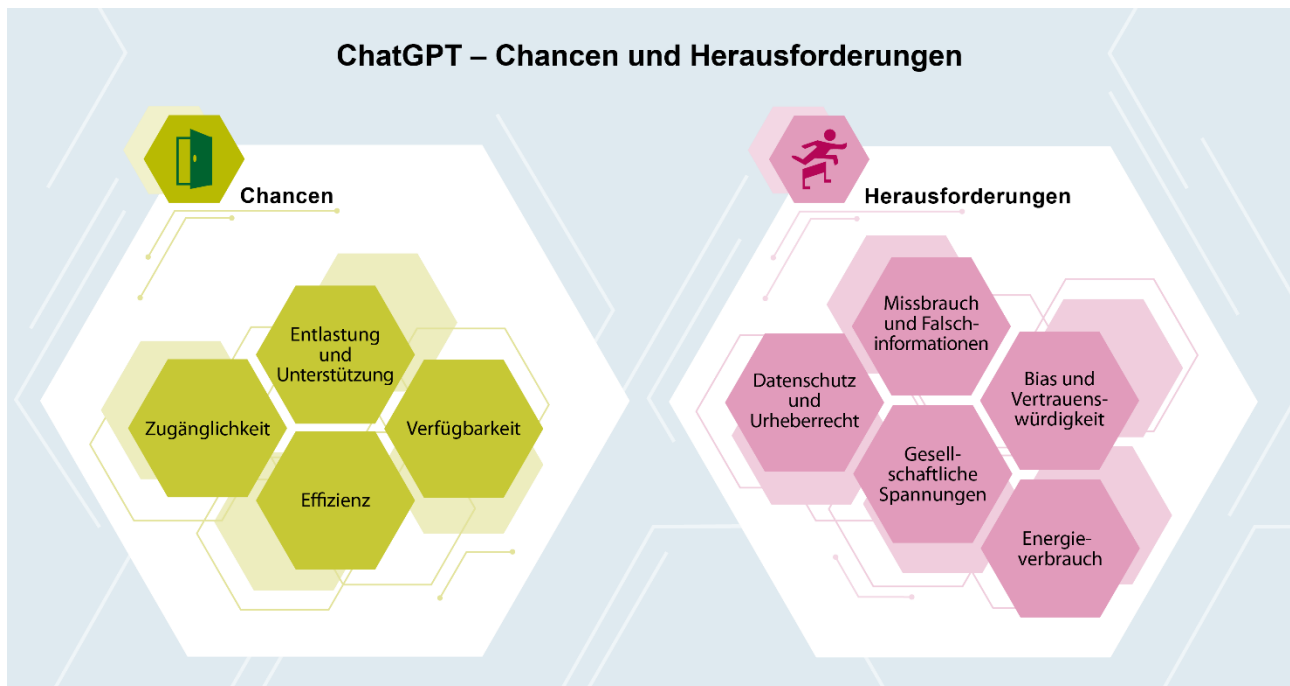 ChatGPT – Chancen und Herausforderungen
Chancen
Entlastung
und
Unterstützung
Zugänglichkeit
Verfügbarkeit
Effizienz
Herausforderungen
Missbrauch
und Falsch-
informationen
Datenschutz
und
Urheberrecht
Bias und
Vertrauens-
würdigkeit
Gesell-
schaftliche
Spannungen
Energie-
verbrauch